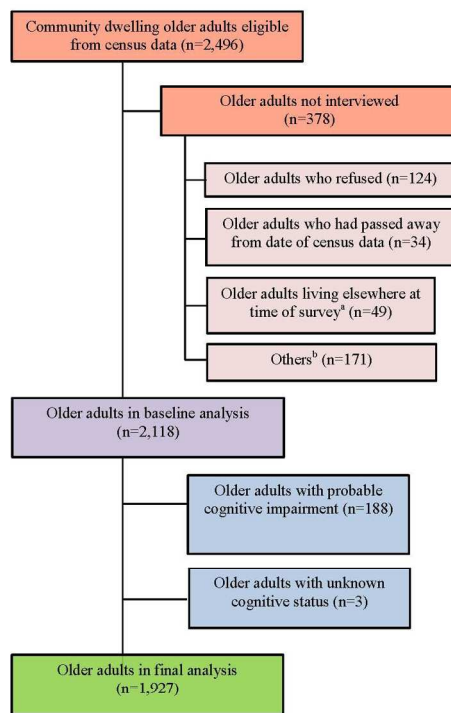 Community dwelling older adults eligible
from census data (n=2,496)
Older adults not interviewed
(n=378)
Older adults who refused (n=124)
Older adults who had passed away
from date of census data (n=34)
Older adults living elsewhere at
time of surveyᵃ (n=49)
Othersᵇ (n=171)
Older adults in baseline analysis
(n=2,118)
Older adults with probable
cognitive impairment (n=188)
Older adults with unknown
cognitive status (n=3)
Older adults in final analysis
(n=1,927)